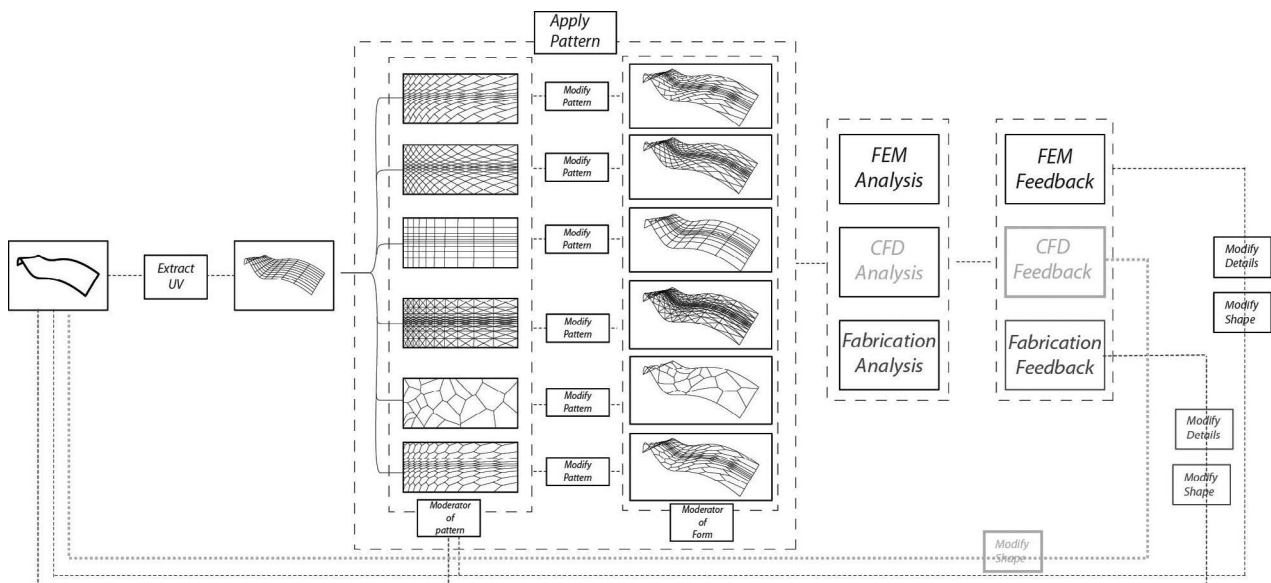 Apply
Pattern
Modify
Pattern
Modify
Pattern
Modify
Pattern
Modify
Pattern
Modify
Pattern
Modify
Pattern
Moderator
of
pattern
Moderator
of
Form
Extract
UV
FEM
Analysis
CFD
Analysis
Fabrication
Analysis
FEM
Feedback
CFD
Feedback
Fabrication
Feedback
Modify
Details
Modify
Shape
Modify
Details
Modify
Shape
Modify
Shape